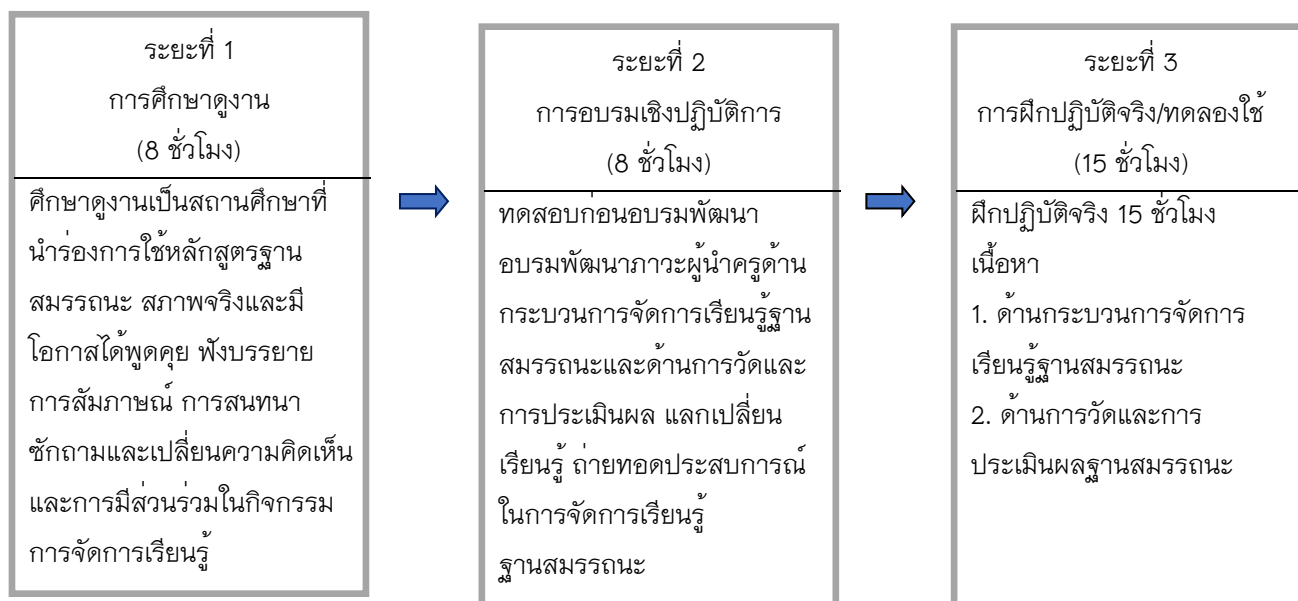 ระยะที่ 1
การศึกษาดูงาน
(8 ชั่วโมง)
ศึกษาดูงานเป็นสถานศึกษาที่
นำร่องการใช้หลักสูตรฐาน
สมรรถนะ สภาพจริงและมี
โอกาสได้พูดคุย ฟังบรรยาย
การสัมภาษณ์ การสนทนา
ซักถามและเปลี่ยนความคิดเห็น
และการมีส่วนร่วมในกิจกรรม
การจัดการเรียนรู้
ระยะที่ 2
การอบรมเชิงปฏิบัติการ
(8 ชั่วโมง)
ทดสอบก่อนอบรมพัฒนา
อบรมพัฒนาภาวะผู้นำครูด้าน
กระบวนการจัดการเรียนรู้ฐาน
สมรรถนะและด้านการวัดและ
การประเมินผล แลกเปลี่ยน
เรียนรู้ ถ่ายทอดประสบการณ์
ในการจัดการเรียนรู้
ฐานสมรรถนะ
ระยะที่ 3
การฝึกปฏิบัติจริง/ทดลองใช้
(15 ชั่วโมง)
ฝึกปฏิบัติจริง 15 ชั่วโมง
เนื้อหา
1. ด้านกระบวนการจัดการ
เรียนรู้ฐานสมรรถนะ
2. ด้านการวัดและการ
ประเมินผลฐานสมรรถนะ